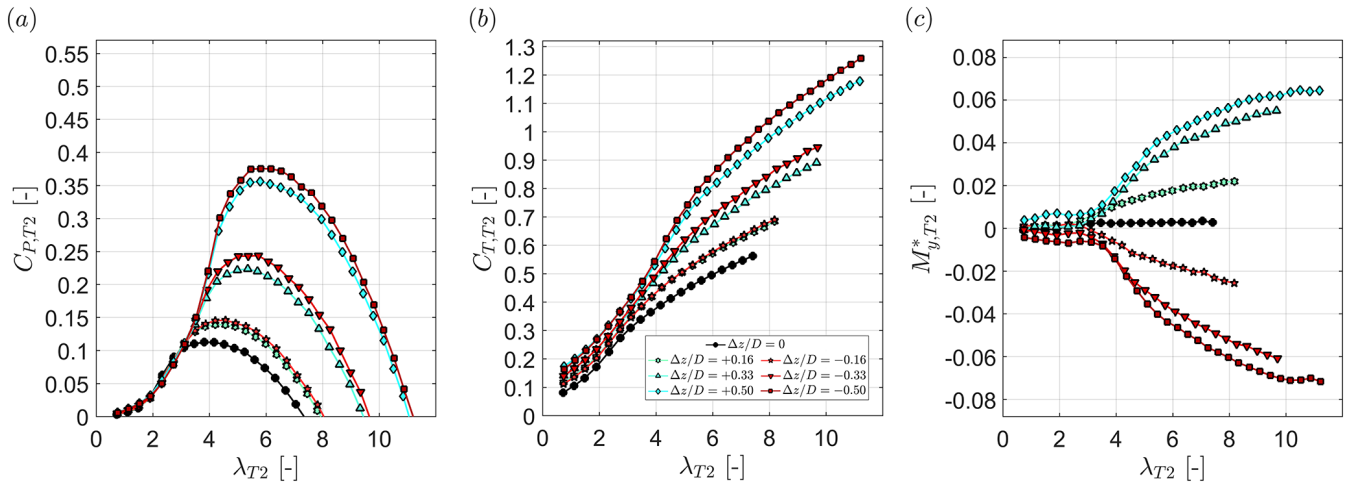 (a)
0.55
0.5
0.45
0.4
0.35
0.3
0.25
0.2
0.15
0.1
0.05
0
C_{P,T2} [-]
0 2 4 6 8 10
λ_{T2} [-]
(b)
1.3
1.2
1.1
1
0.9
0.8
0.7
0.6
0.5
0.4
0.3
0.2
0.1
0
C_{T,T2} [-]
Δz/D = 0
Δz/D = +0.16 Δz/D = −0.16
Δz/D = +0.33 Δz/D = −0.33
Δz/D = +0.50 Δz/D = −0.50
0 2 4 6 8 10
λ_{T2} [-]
(c)
0.08
0.06
0.04
0.02
0
-0.02
-0.04
-0.06
-0.08
M^*_{y,T2} [-]
0 2 4 6 8 10
λ_{T2} [-]